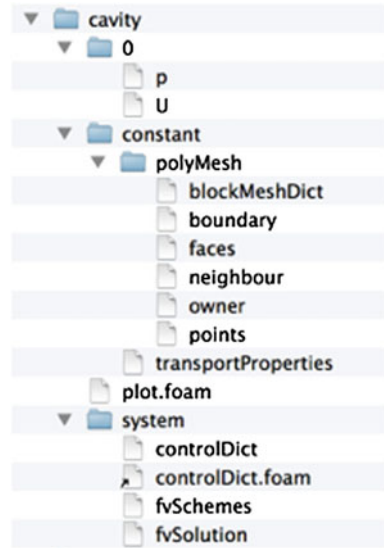 cavity
0
p
U
constant
polyMesh
blockMeshDict
boundary
faces
neighbour
owner
points
transportProperties
plot.foam
system
controlDict
controlDict.foam
fvSchemes
fvSolution